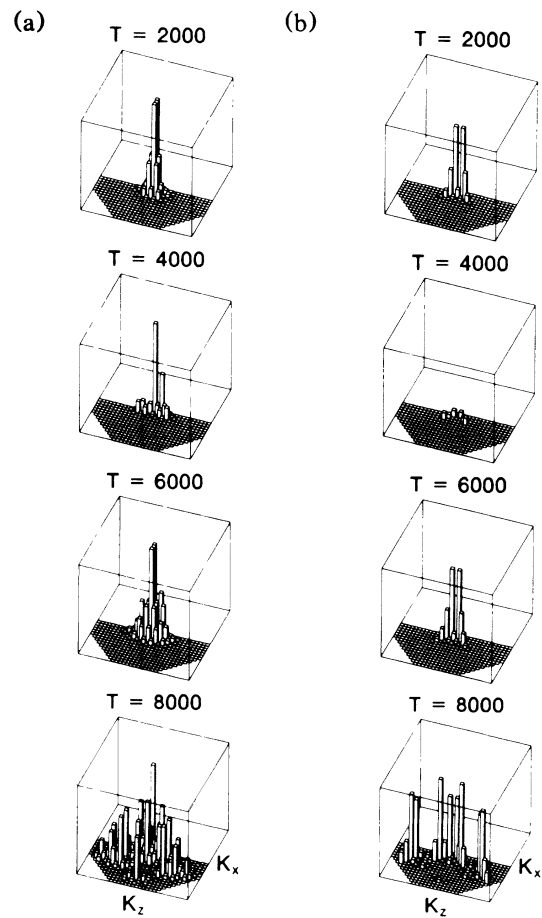 (a)
(b)
T = 2000
T = 2000
T = 4000
T = 4000
T = 6000
T = 6000
T = 8000
T = 8000
Kx
Kz
Kx
Kz